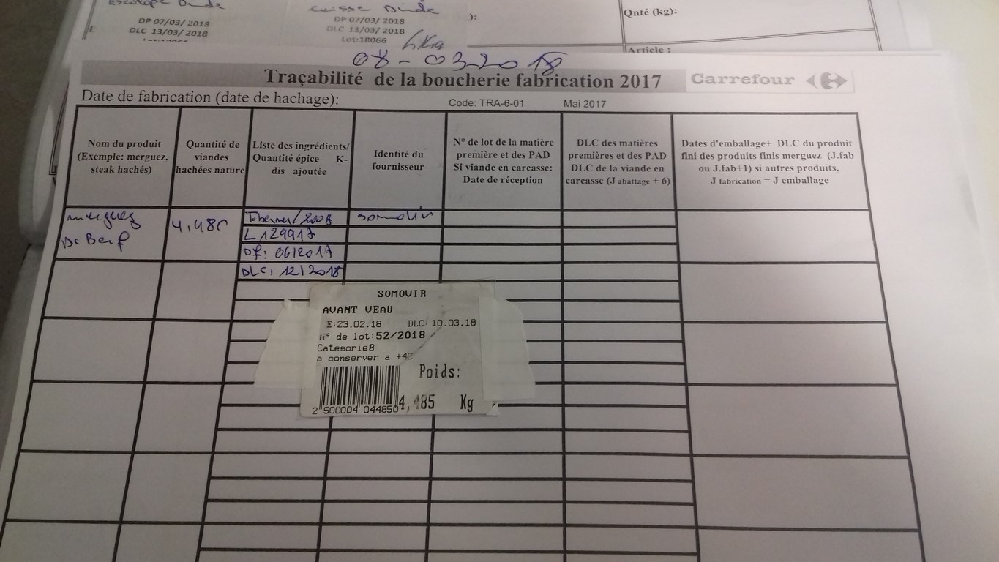 Escalope Dinde
DP 07/03/ 2018
DLC 13/03/ 2018
Cuisse Dinde
DP 07/03/ 2018
DLC 13/03/ 2018
Lot:18066
):
Qnté (kg):
Article :
08-03-2018
Traçabilité de la boucherie fabrication 2017
Carrefour
Date de fabrication (date de hachage):
Code: TRA-6-01 Mai 2017
Nom du produit
(Exemple: merguez,
steak hachés)
Quantité de
viandes
hachées nature
Liste des ingrédients/
Quantité épice K-
dis ajoutée
Identité du
fournisseur
N° de lot de la matière
première et des PAD
Si viande en carcasse:
Date de réception
DLC des matières
premières et des PAD
DLC de la viande en
carcasse (J abattage + 6)
Dates d'emballage+ DLC du produit
fini des produits finis merguez (J.fab
ou J.fab+1) si autres produits,
J fabrication = J emballage
merguez
De Bœuf
4,485
somovir
L129917
DF: 06/2017
DLC: 12/2018
SOMOVIR
AVANT VEAU
E:23.02.18 DLC: 10.03.18
N° de lot:52/2018
Categorie8
a conserver a +4
Poids:
4,485 Kg
2 500004 044850